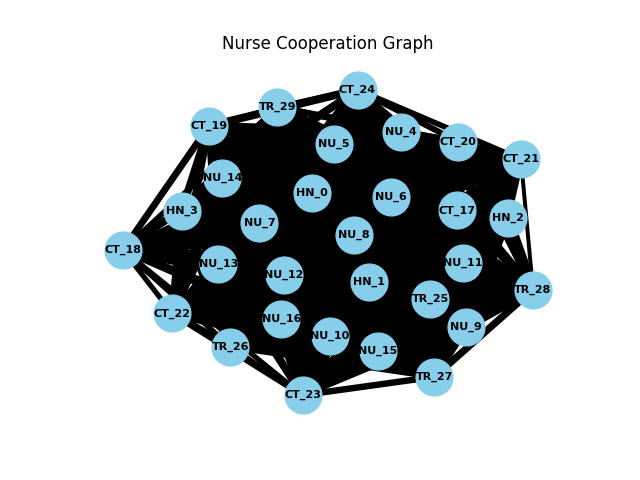 Nurse Cooperation Graph
CT_24
TR_29
CT_19
NU_4
CT_20
NU_5
CT_21
NU_14
HN_0
NU_6
HN_3
CT_17
HN_2
NU_7
NU_8
CT_18
NU_13
NU_11
NU_12
HN_1
TR_28
TR_25
CT_22
NU_16
NU_9
NU_10
TR_26
NU_15
TR_27
CT_23